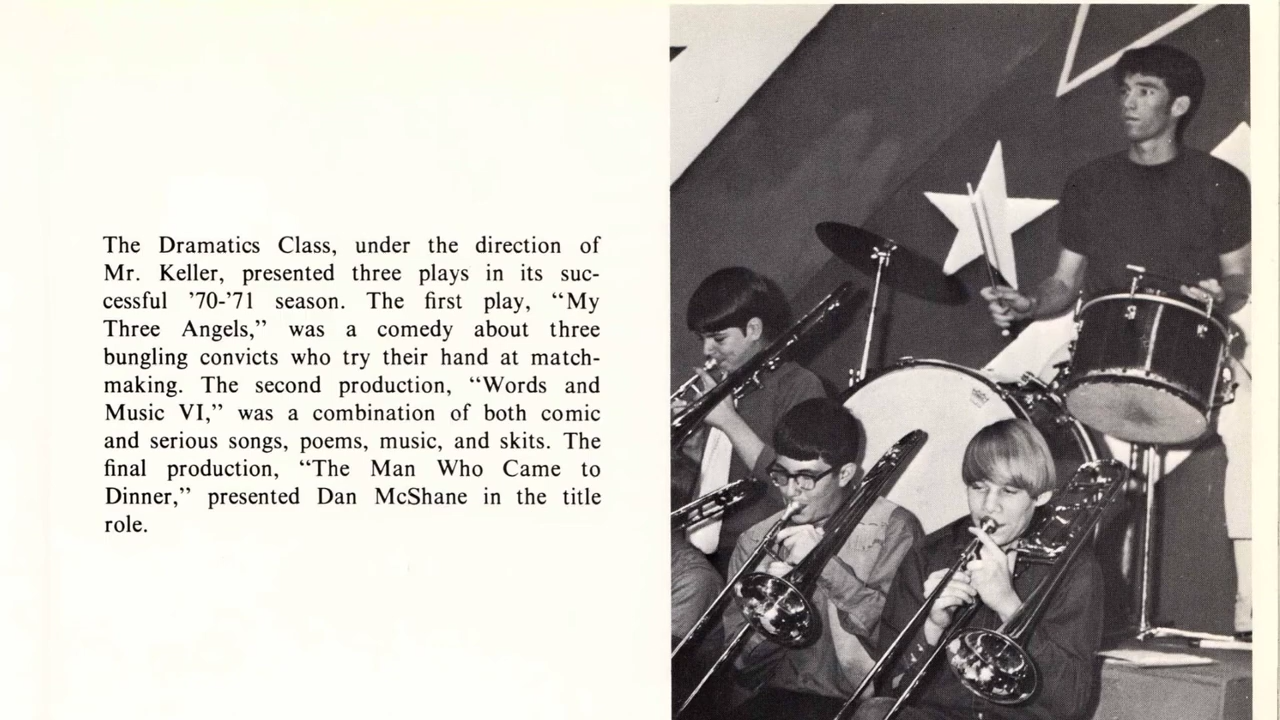 The Dramatics Class, under the direction of
Mr. Keller, presented three plays in its suc-
cessful ’70-’71 season. The first play, “My
Three Angels,” was a comedy about three
bungling convicts who try their hand at match-
making. The second production, “Words and
Music VI,” was a combination of both comic
and serious songs, poems, music, and skits. The
final production, “The Man Who Came to
Dinner,” presented Dan McShane in the title
role.